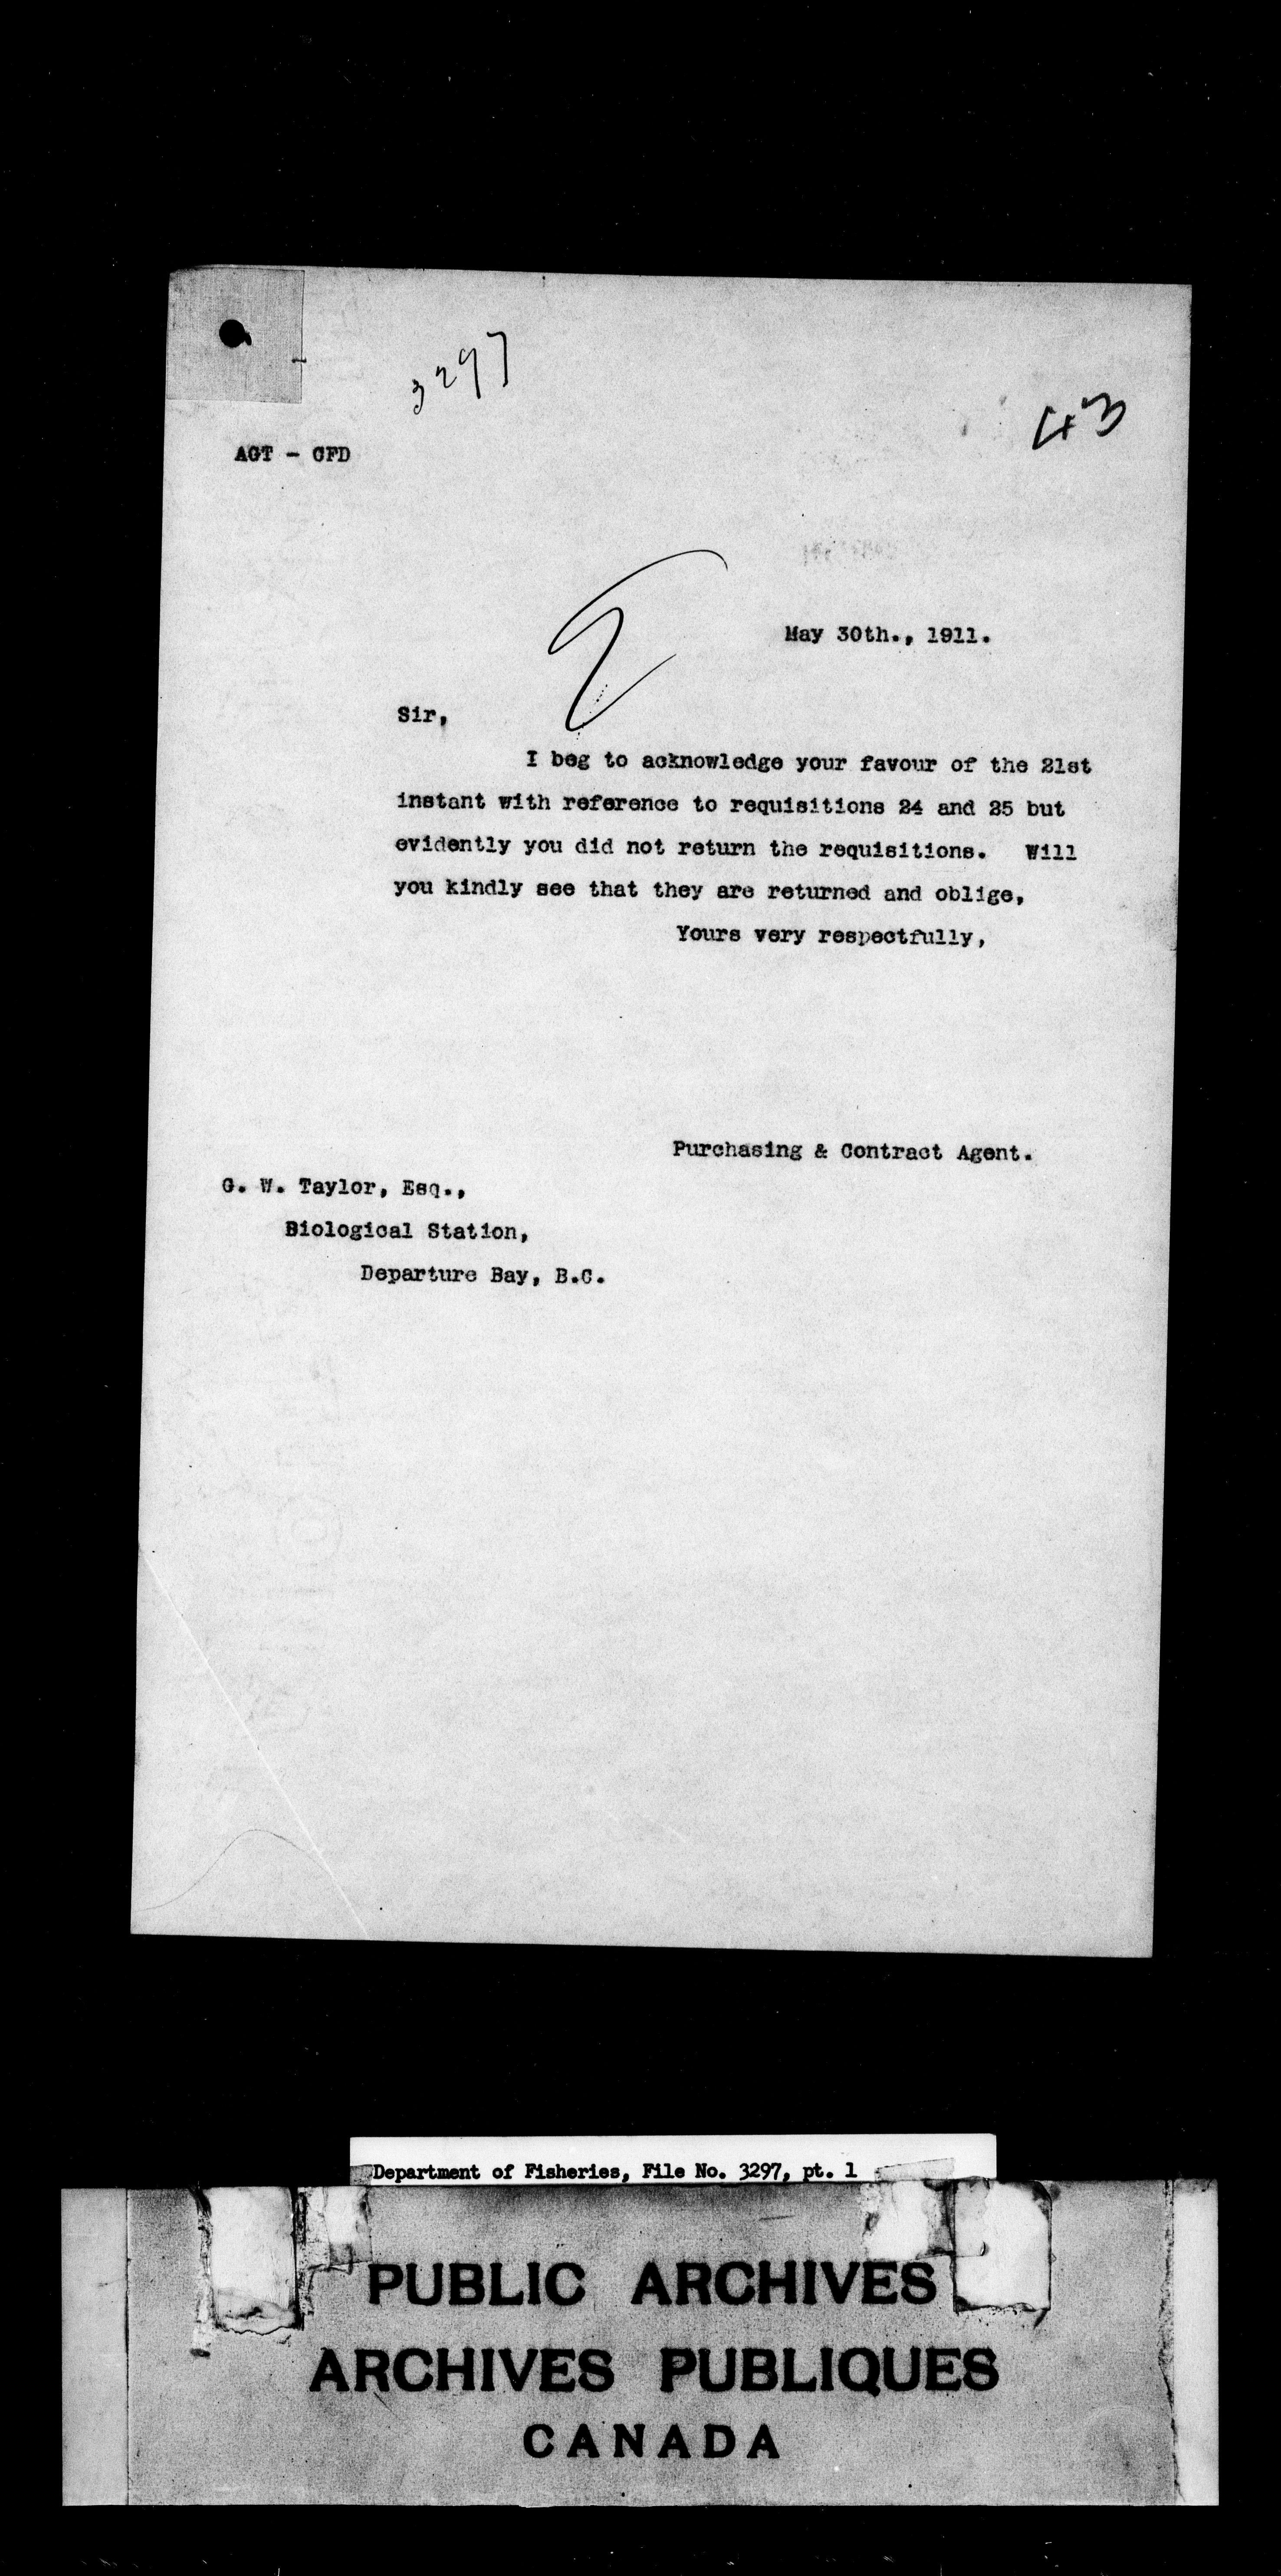 3297
43
AGT - CFD
May 30th., 1911.
Sir,
I beg to acknowledge your favour of the 21st
instant with reference to requisitions 24 and 25 but
evidently you did not return the requisitions. Will
you kindly see that they are returned and oblige,
Yours very respectfully,
Purchasing & Contract Agent.
G. W. Taylor, Esq.,
Biological Station,
Departure Bay, B.C.
Department of Fisheries, File No. 3297, pt. 1
PUBLIC ARCHIVES
ARCHIVES PUBLIQUES
CANADA